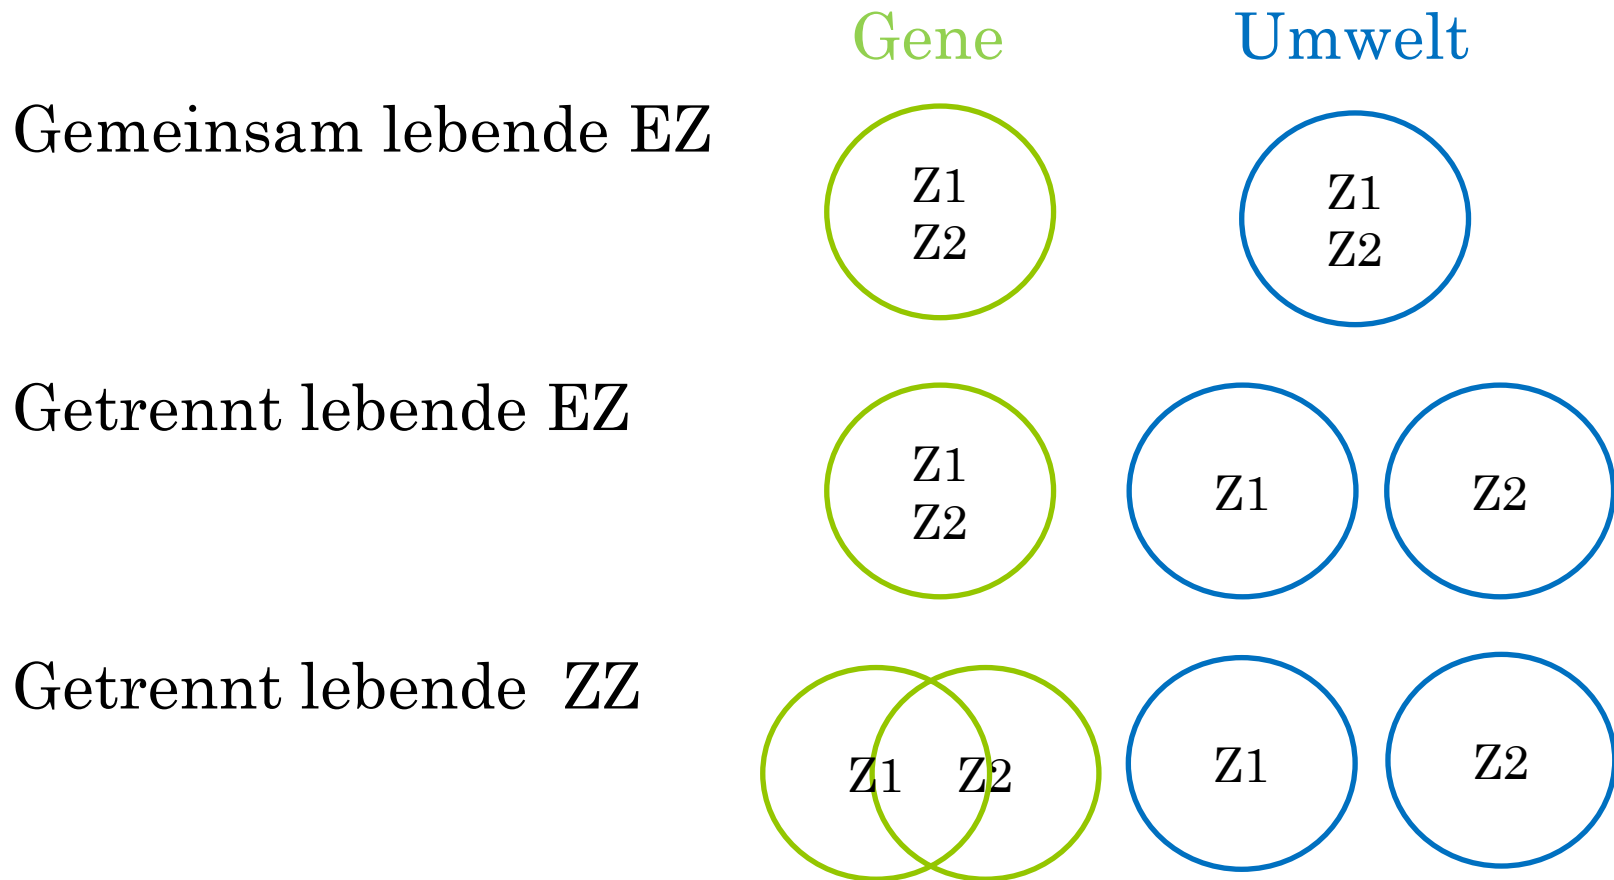 Gene
Umwelt
Gemeinsam lebende EZ
Z1
Z2
Z1
Z2
Getrennt lebende EZ
Z1
Z2
Z1
Z2
Getrennt lebende ZZ
Z1
Z2
Z1
Z2